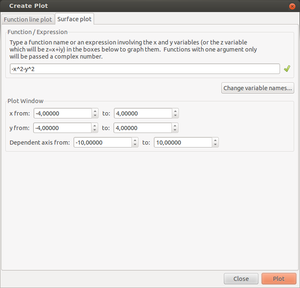 Create Plot
Function line plot Surface plot
Function / Expression
Type a function name or an expression involving the x and y variables (or the z variable
which will be z=x+iy) in the boxes below to graph them. Functions with one argument only
will be passed a complex number.
-x^2-y^2
Change variable names...
Plot Window
x from: -4,00000 to: 4,00000
y from: -4,00000 to: 4,00000
Dependent axis from: -10,00000 to: 10,00000
Close Plot